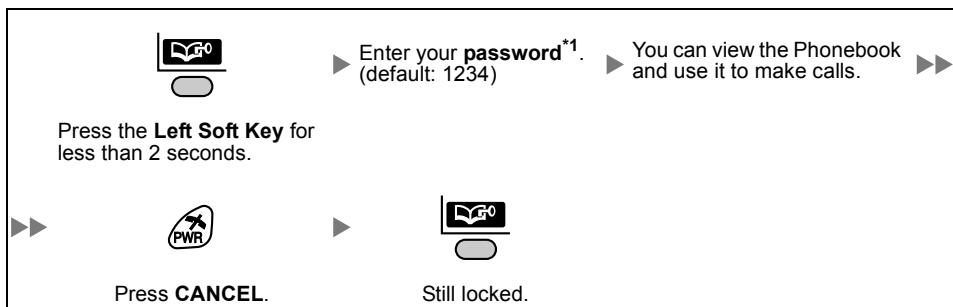 Enter your password*1.
(default: 1234)
You can view the Phonebook
and use it to make calls.
Press the Left Soft Key for
less than 2 seconds.
PWR
Press CANCEL.
Still locked.